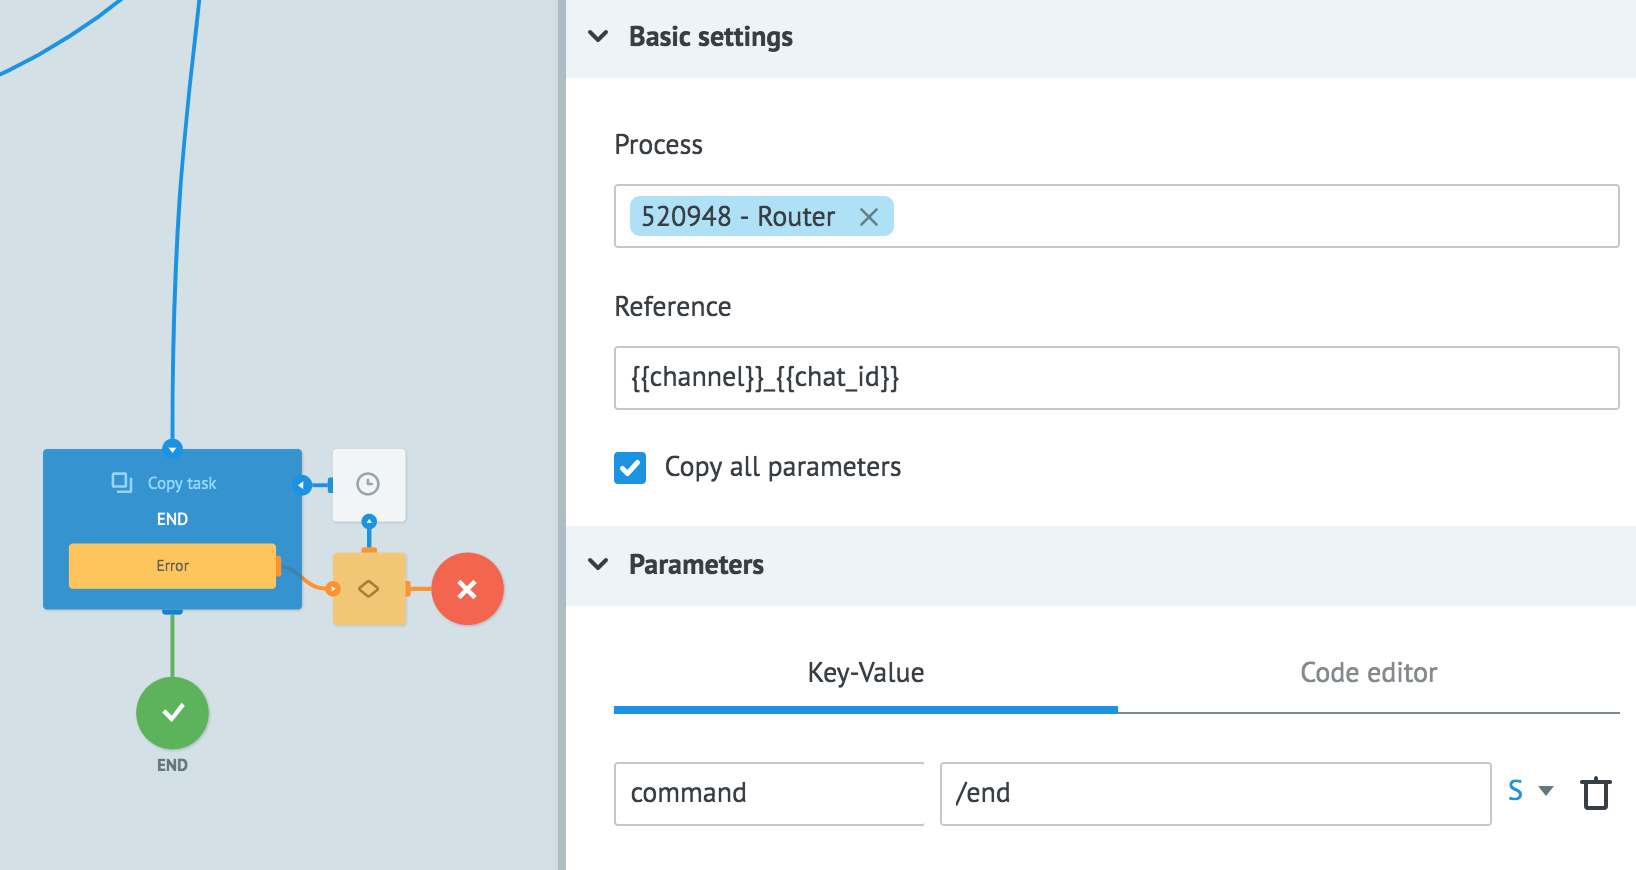 Copy task
END
Error
END
Basic settings
Process
520948 - Router
Reference
{{channel}}_{{chat_id}}
Copy all parameters
Parameters
Key-Value
Code editor
command
/end
S